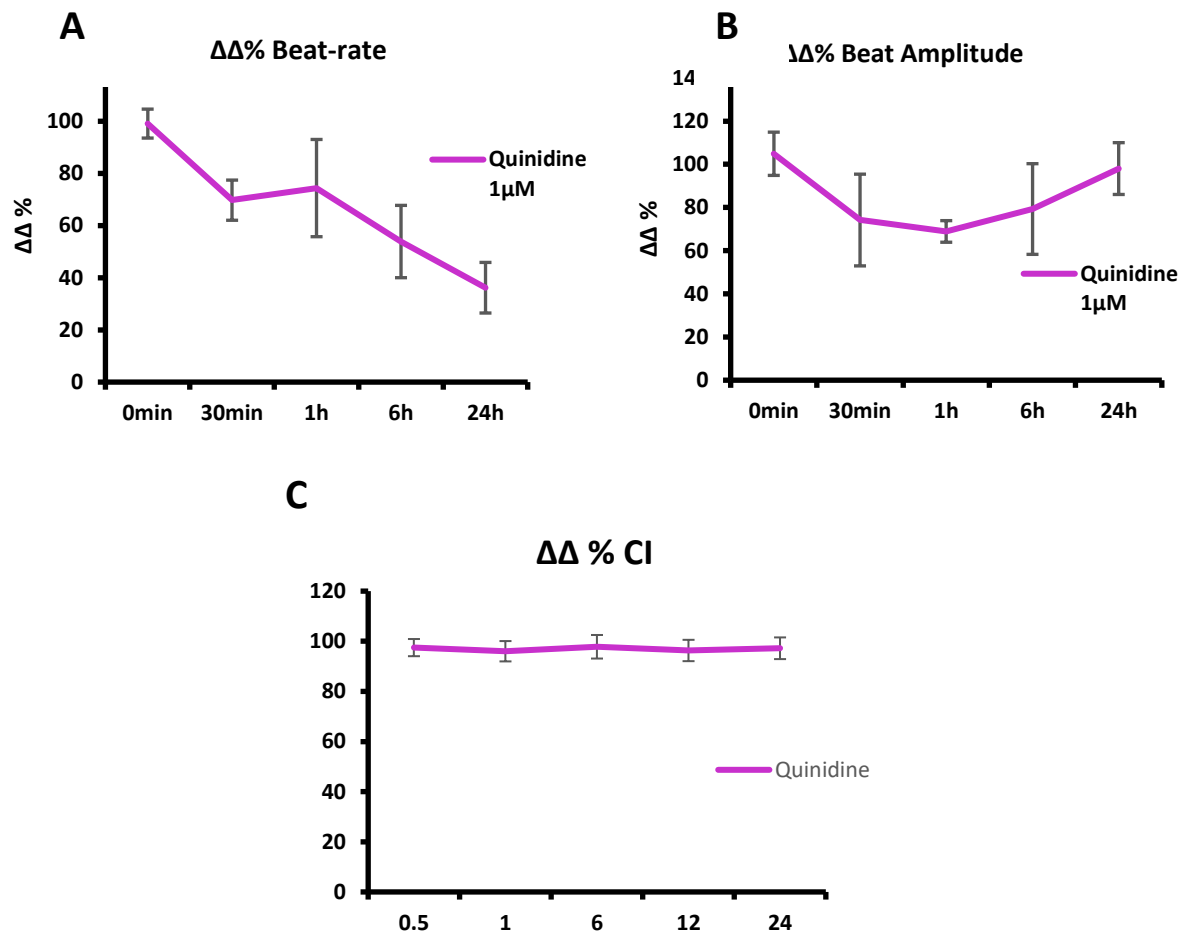 A
ΔΔ% Beat-rate
ΔΔ %
100
80
60
40
20
0
0min 30min 1h 6h 24h
Quinidine
1µM
B
ΔΔ% Beat Amplitude
ΔΔ %
14
120
100
80
60
40
20
0
0min 30min 1h 6h 24h
Quinidine
1µM
C
ΔΔ % CI
120
100
80
60
40
20
0
0.5 1 6 12 24
Quinidine